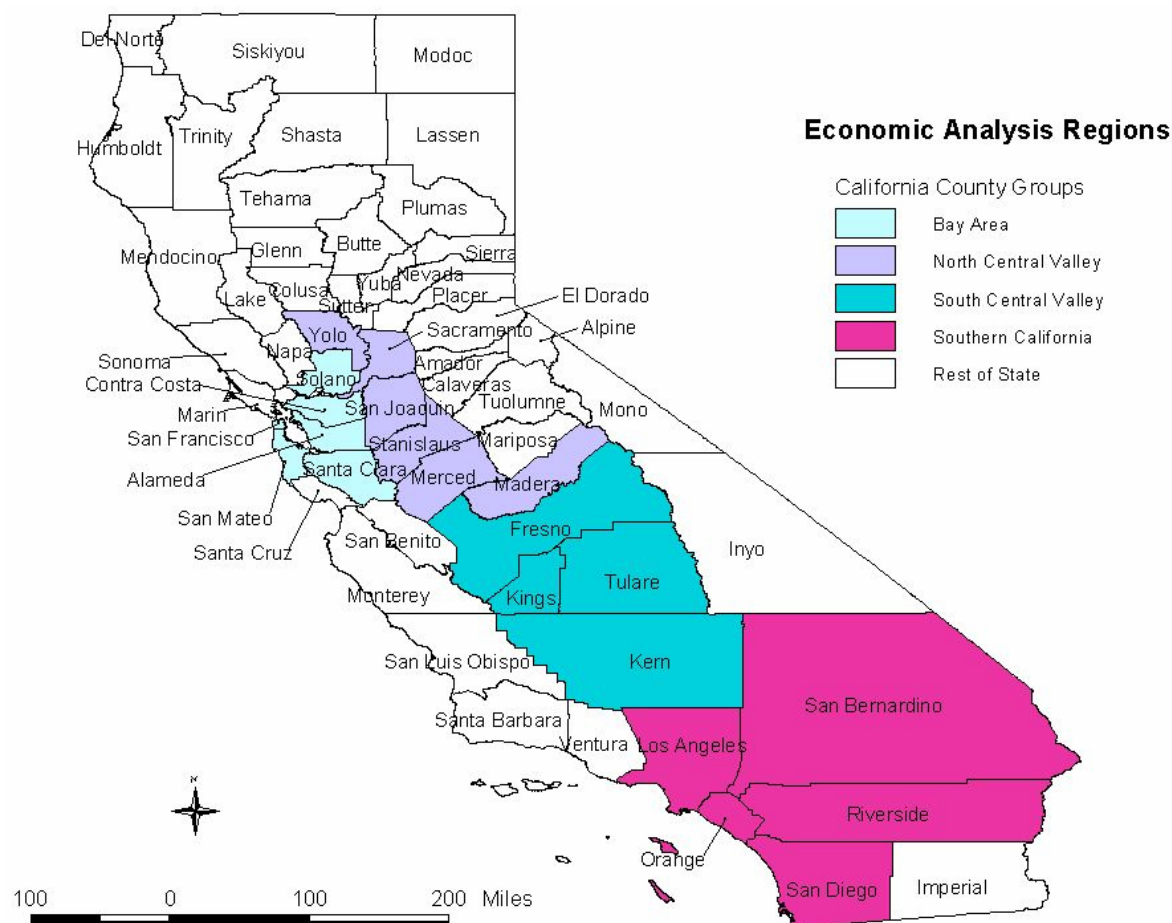 Del Norte
Siskiyou
Modoc
Humboldt
Trinity
Shasta
Lassen
Economic Analysis Regions
California County Groups
Bay Area
North Central Valley
South Central Valley
Southern California
Rest of State
Tehama
Plumas
Mendocino
Glenn
Butte
Sierra
Lake
Colusa
Yuba
Nevada
Sutter
Placer
El Dorado
Yolo
Sacramento
Alpine
Sonoma
Napa
Amador
Contra Costa
Solano
Calaveras
Marin
San Joaquin
Tuolumne
Mono
San Francisco
Stanislaus
Mariposa
Alameda
Santa Clara
Merced
Madera
San Mateo
Santa Cruz
San Benito
Fresno
Inyo
Monterey
Kings
Tulare
San Luis Obispo
Kern
Santa Barbara
Ventura
Los Angeles
San Bernardino
N
Riverside
Orange
San Diego
Imperial
100 0 100 200 Miles